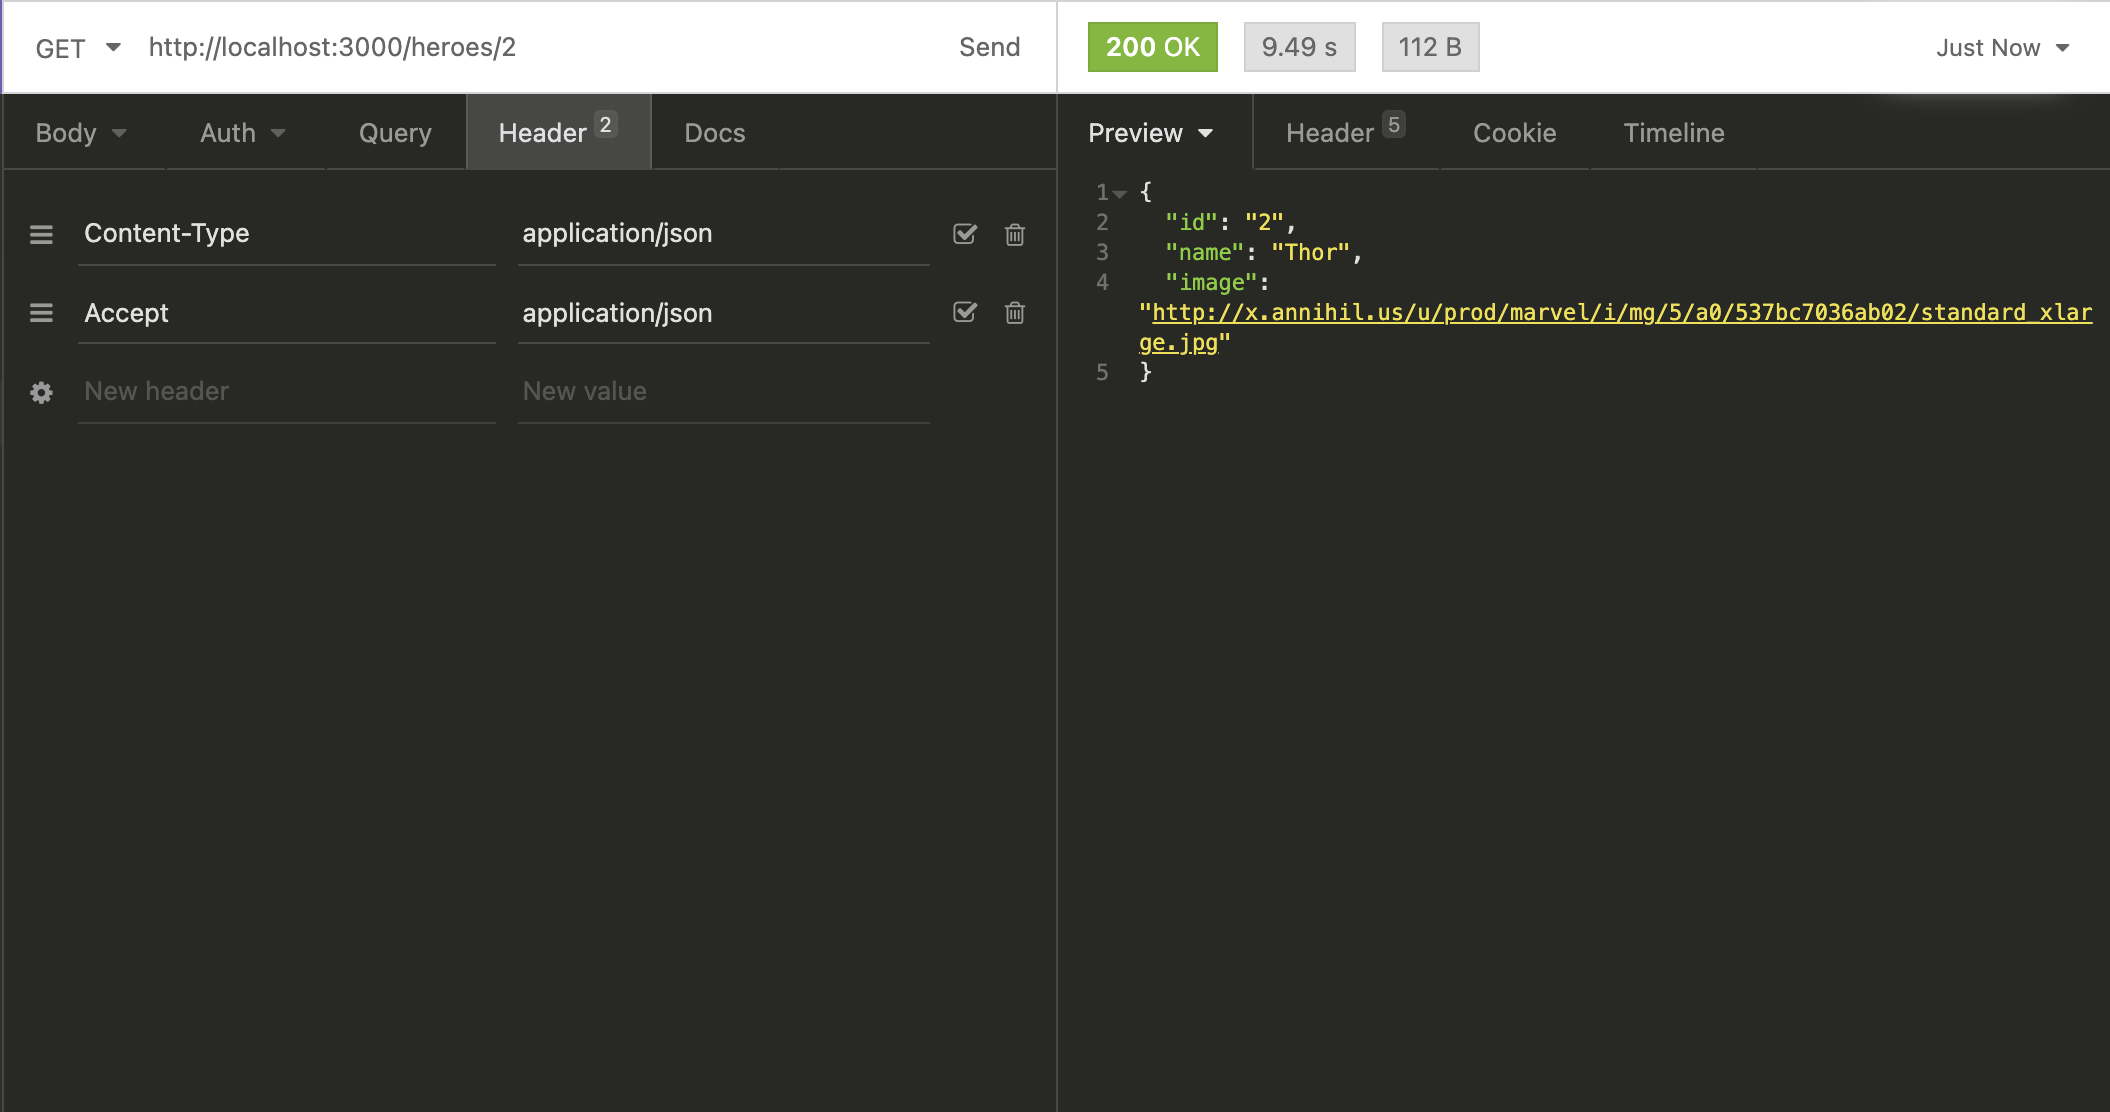 GET http://localhost:3000/heroes/2 Send
200 OK 9.49 s 112 B Just Now
Body Auth Query Header 2 Docs
Preview Header 5 Cookie Timeline
Content-Type application/json
Accept application/json
New header New value
1 {
2 "id": "2",
3 "name": "Thor",
4 "image":
"http://x.annihil.us/u/prod/marvel/i/mg/5/a0/537bc7036ab02/standard_xlar
ge.jpg"
5 }